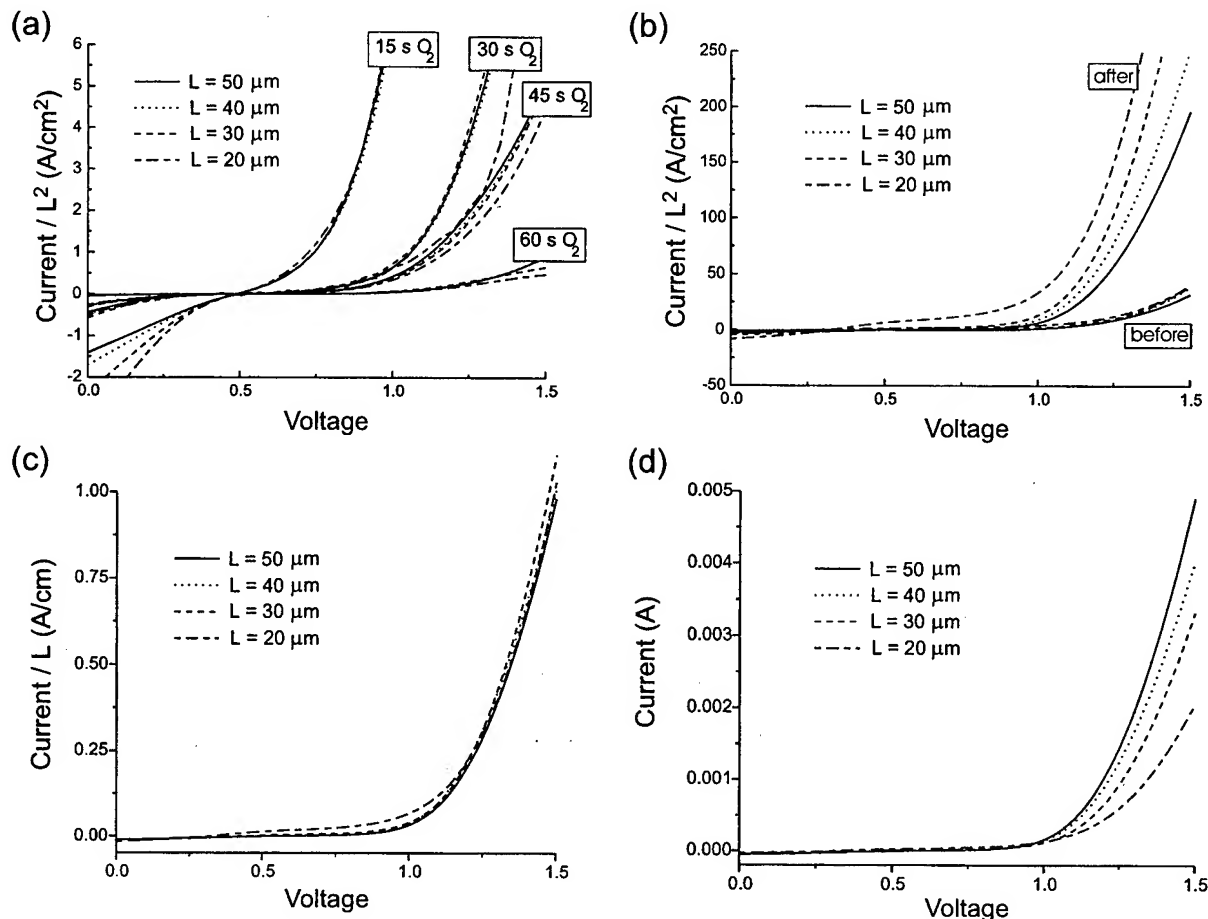 (a)
Current / L² (A/cm²)
6
5
4
3
2
1
0
-1
-2
L = 50 μm
L = 40 μm
L = 30 μm
L = 20 μm
15 s O₂
30 s O₂
45 s O₂
60 s O₂
0.0
0.5
1.0
1.5
Voltage
(b)
Current / L² (A/cm²)
250
200
150
100
50
0
-50
L = 50 μm
L = 40 μm
L = 30 μm
L = 20 μm
after
before
0.0
0.5
1.0
1.5
Voltage
(c)
Current / L (A/cm)
1.00
0.75
0.50
0.25
0.00
L = 50 μm
L = 40 μm
L = 30 μm
L = 20 μm
0.0
0.5
1.0
1.5
Voltage
(d)
Current (A)
0.005
0.004
0.003
0.002
0.001
0.000
L = 50 μm
L = 40 μm
L = 30 μm
L = 20 μm
0.0
0.5
1.0
1.5
Voltage